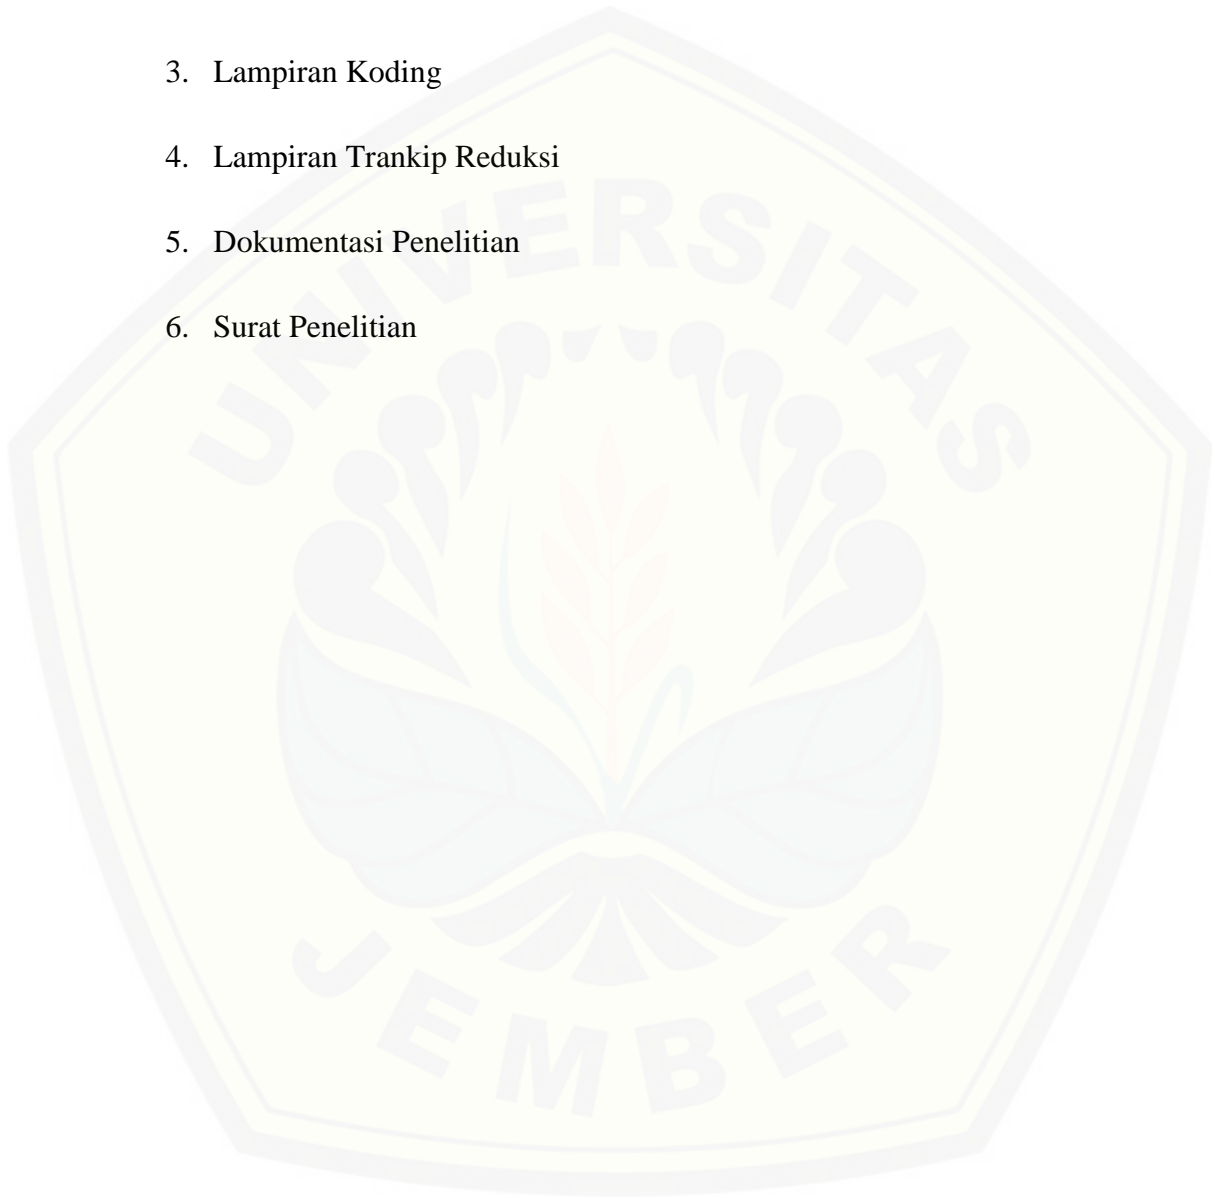 3. Lampiran Koding
4. Lampiran Trankip Reduksi
5. Dokumentasi Penelitian
6. Surat Penelitian
UNIVERSITAS
JEMBER